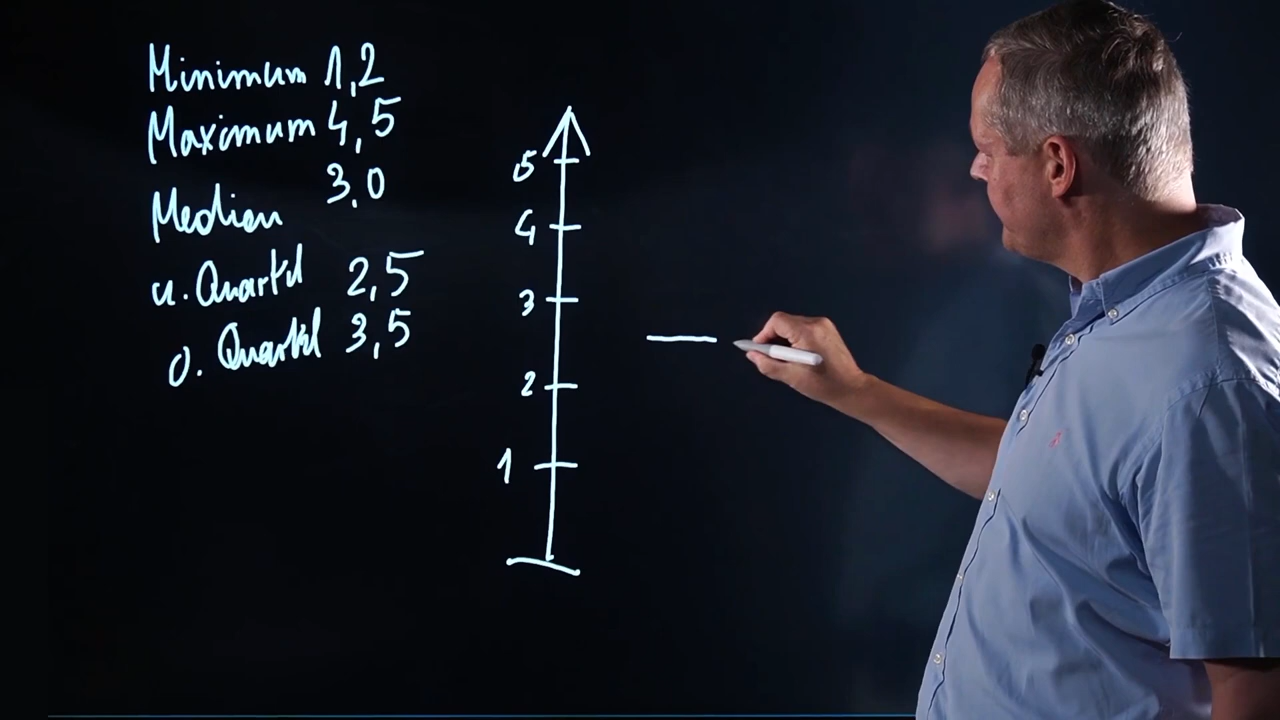 Minimum 1,2
Maximum 4,5
Median 3,0
u. Quartil 2,5
o. Quartil 3,5
5
4
3
2
1